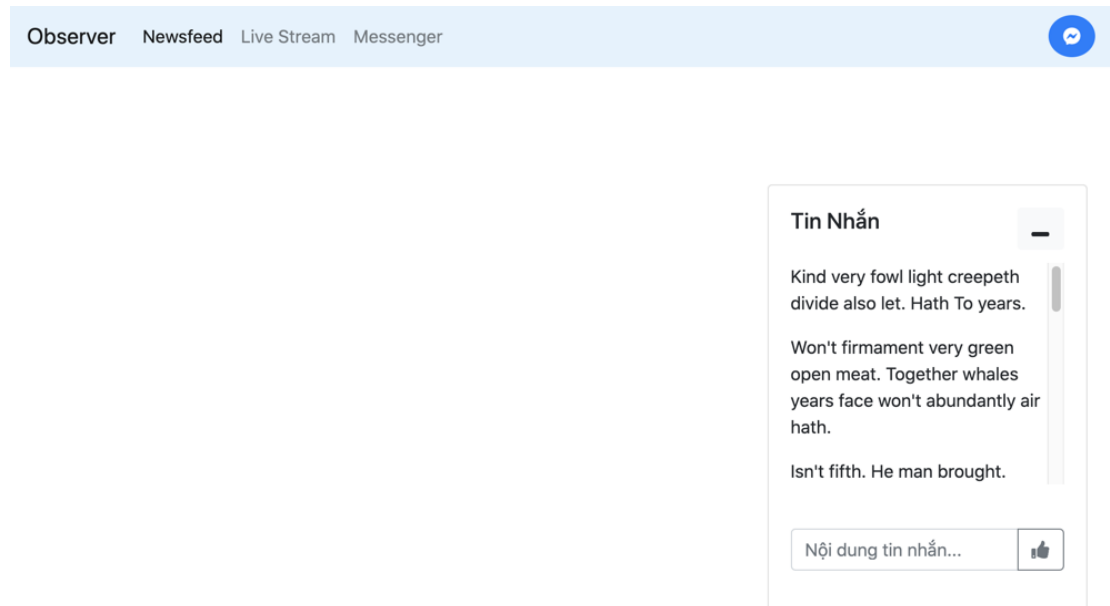 Observer Newsfeed Live Stream Messenger
Tin Nhắn
Kind very fowl light creepeth
divide also let. Hath To years.
Won't firmament very green
open meat. Together whales
years face won't abundantly air
hath.
Isn't fifth. He man brought.
Nội dung tin nhắn...